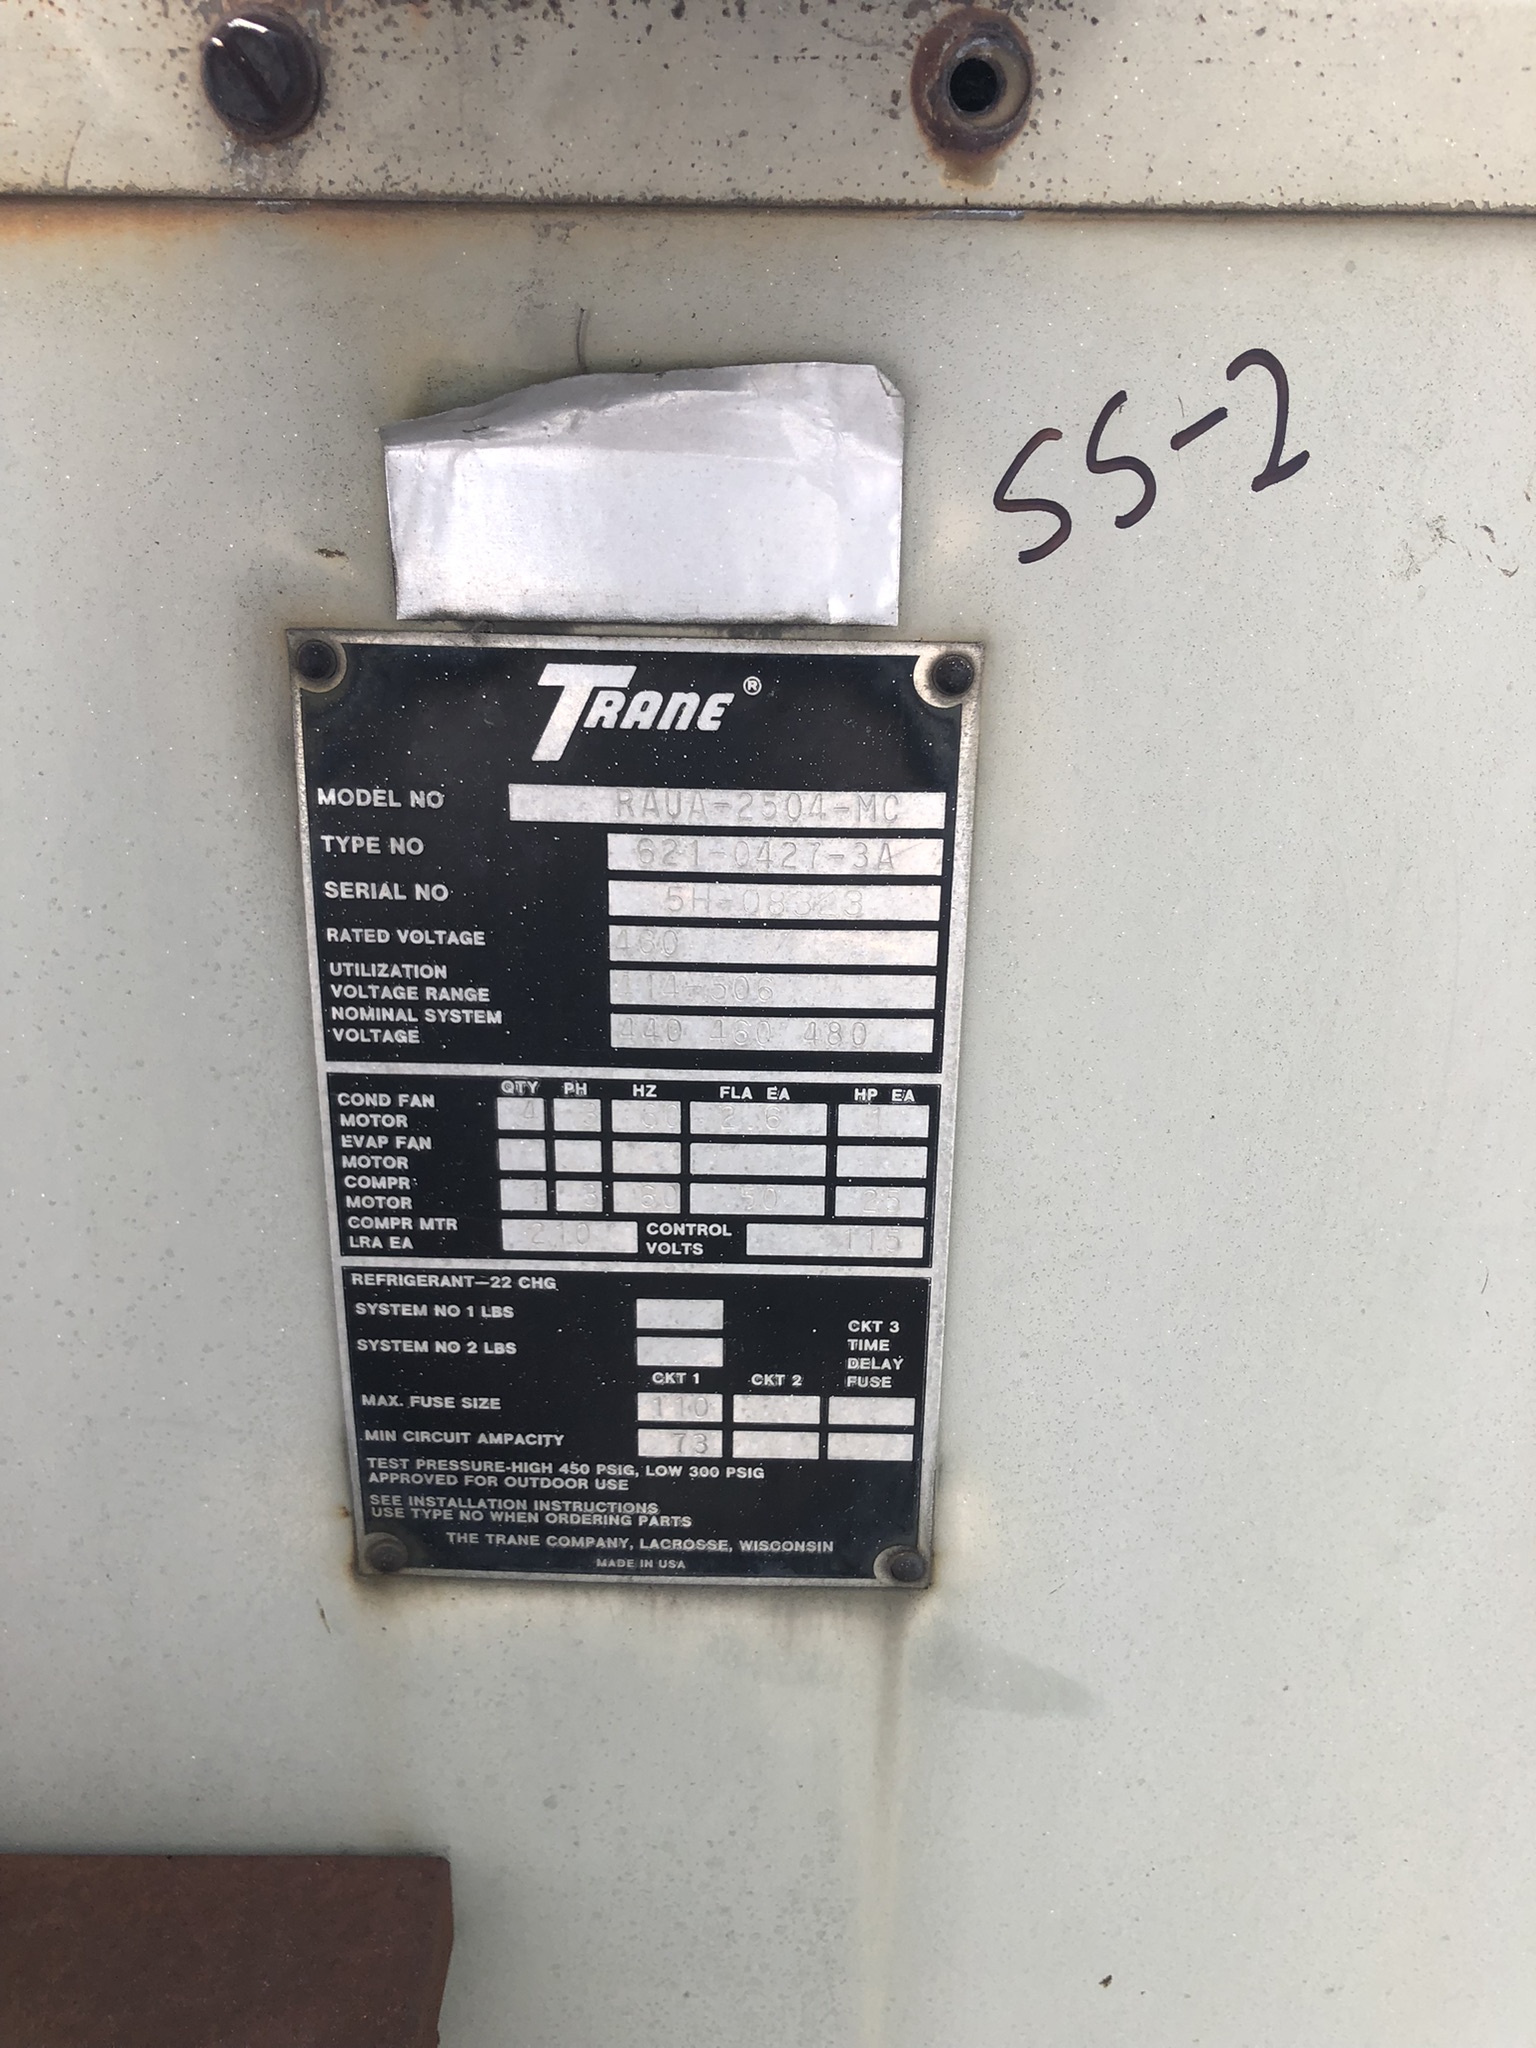 SS-2
TRANE®
MODEL NO RAUA-2504-MC
TYPE NO 621-0427-3A
SERIAL NO 5H-08323
RATED VOLTAGE 460
UTILIZATION
VOLTAGE RANGE 414-506
NOMINAL SYSTEM
VOLTAGE 440 460 480
QTY PH HZ FLA EA HP EA
COND FAN
MOTOR 4 3 60 2.6 1
EVAP FAN
MOTOR
COMPR
MOTOR 1 3 60 50 25
COMPR MTR
LRA EA 210 CONTROL
VOLTS 115
REFRIGERANT—22 CHG
SYSTEM NO 1 LBS
SYSTEM NO 2 LBS
CKT 3
TIME
DELAY
FUSE
CKT 1 CKT 2
MAX. FUSE SIZE 110
MIN CIRCUIT AMPACITY 73
TEST PRESSURE-HIGH 450 PSIG, LOW 300 PSIG
APPROVED FOR OUTDOOR USE
SEE INSTALLATION INSTRUCTIONS
USE TYPE NO WHEN ORDERING PARTS
THE TRANE COMPANY, LACROSSE, WISCONSIN
MADE IN USA